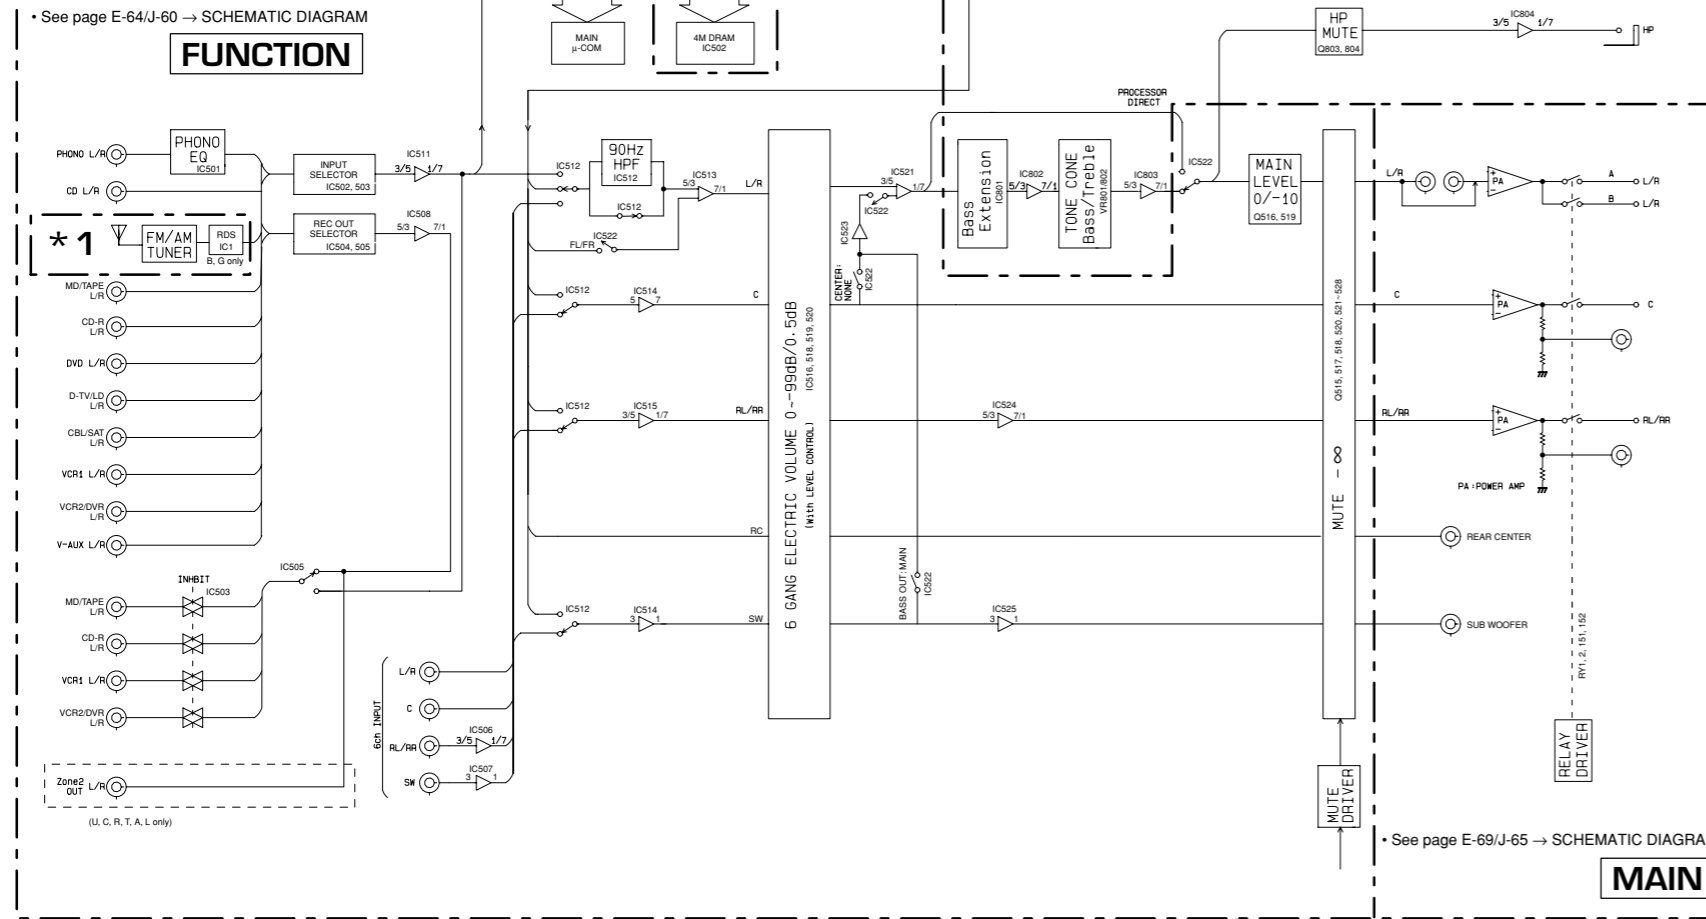 • See page E-64/J-60 → SCHEMATIC DIAGRAM
FUNCTION
MAIN
μ-COM
4M DRAM
IC502
HP
MUTE
Q803, 804
IC804
3/5 1/7
HP
PROCESSOR
DIRECT
PHONO L/R
PHONO
EQ
IC501
CD L/R
INPUT
SELECTOR
IC502, 503
IC511
3/5 1/7
*1
FM/AM
TUNER
RDS
IC1
B, G only
REC OUT
SELECTOR
IC504, 505
IC508
5/3 7/1
MD/TAPE
L/R
CD-R
L/R
DVD L/R
D-TV/LD
L/R
CBL/SAT
L/R
VCR1 L/R
VCR2/DVR
L/R
V-AUX L/R
IC505
INHBIT
IC503
MD/TAPE
L/R
CD-R
L/R
VCR1 L/R
VCR2/DVR
L/R
Zone2
OUT L/R
(U, C, R, T, A, L only)
6ch INPUT
L/R
C
RL/RR
IC506
3/5 1/7
SW
IC507
3 1
IC512
90Hz
HPF
IC512
IC512
IC513
5/3 7/1
L/R
FL/FR
IC522
IC512
IC514
5 7
C
IC512
IC515
3/5 1/7
RL/RR
RC
IC512
IC514
3 1
SW
6 GANG ELECTRIC VOLUME 0~-99dB/0.5dB
(With LEVEL CONTROL)
IC516, 518, 519, 520
IC521
3/5 1/7
IC522
IC523
CENTER:
NONE
IC522
BASS OUT: MAIN
IC522
Bass
Extension
IC801
IC802
5/3 7/1
TONE CONE
Bass/Treble
VR801/802
IC803
5/3 7/1
IC522
MAIN
LEVEL
0/-10
Q516, 519
IC524
5/3 7/1
IC525
3 1
MUTE -∞
Q515, 517, 518, 520, 521~528
MUTE
DRIVER
L/R
+
PA
-
A
L/R
B
L/R
C
+
PA
-
C
RL/RR
+
PA
-
RL/RR
PA :POWER AMP
REAR CENTER
SUB WOOFER
RY1, 2, 151, 152
RELAY
DRIVER
• See page E-69/J-65 → SCHEMATIC DIAGRA
MAIN